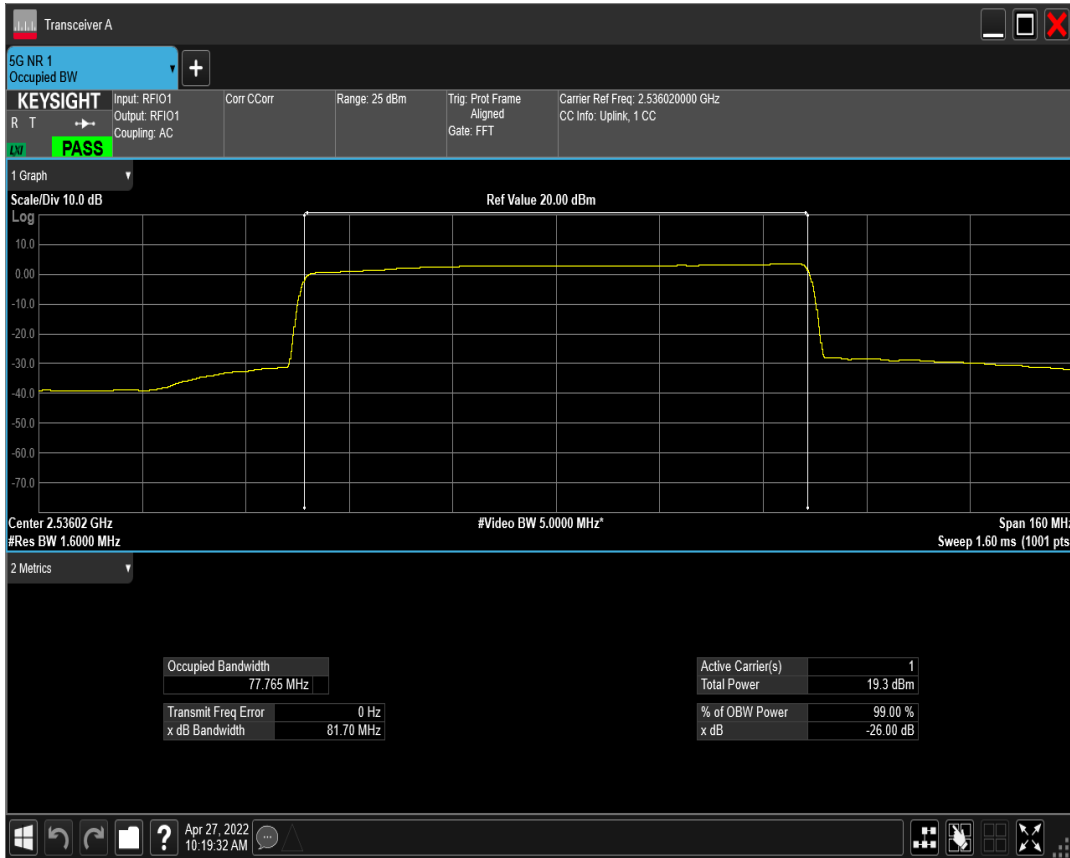 Transceiver A
5G NR 1
Occupied BW
+
KEYSIGHT
R T
LXI
PASS
Input: RFIO1
Output: RFIO1
Coupling: AC
Corr CCorr
Range: 25 dBm
Trig: Prot Frame
Aligned
Gate: FFT
Carrier Ref Freq: 2.536020000 GHz
CC Info: Uplink, 1 CC
1 Graph
Scale/Div 10.0 dB
Ref Value 20.00 dBm
Log
10.0
0.00
-10.0
-20.0
-30.0
-40.0
-50.0
-60.0
-70.0
Center 2.53602 GHz
#Video BW 5.0000 MHz*
Span 160 MHz
#Res BW 1.6000 MHz
Sweep 1.60 ms (1001 pts
2 Metrics
Occupied Bandwidth
77.765 MHz
Transmit Freq Error 0 Hz
x dB Bandwidth 81.70 MHz
Active Carrier(s) 1
Total Power 19.3 dBm
% of OBW Power 99.00 %
x dB -26.00 dB
?
Apr 27, 2022
10:19:32 AM